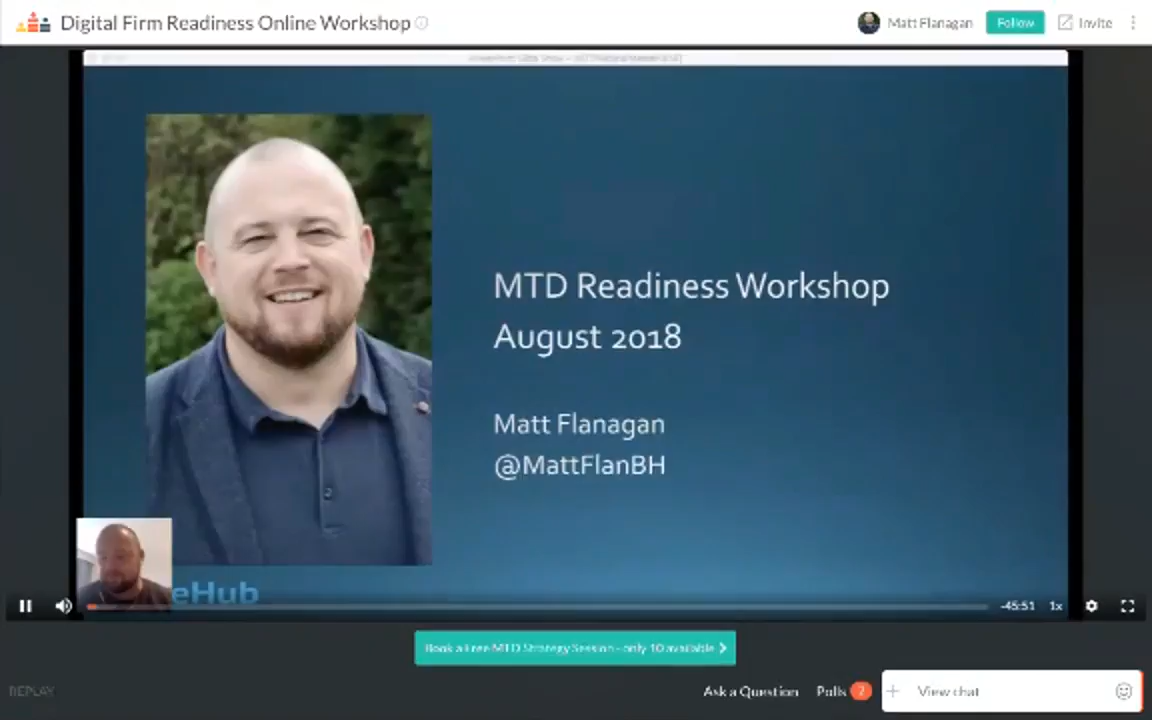 Digital Firm Readiness Online Workshop
Matt Flanagan
Follow
Invite
MTD Readiness Workshop
August 2018
Matt Flanagan
@MattFlanBH
eHub
-45:51
1x
Book a Free MTD Strategy Session - only 10 available
REPLAY
Ask a Question
Polls 2
View chat